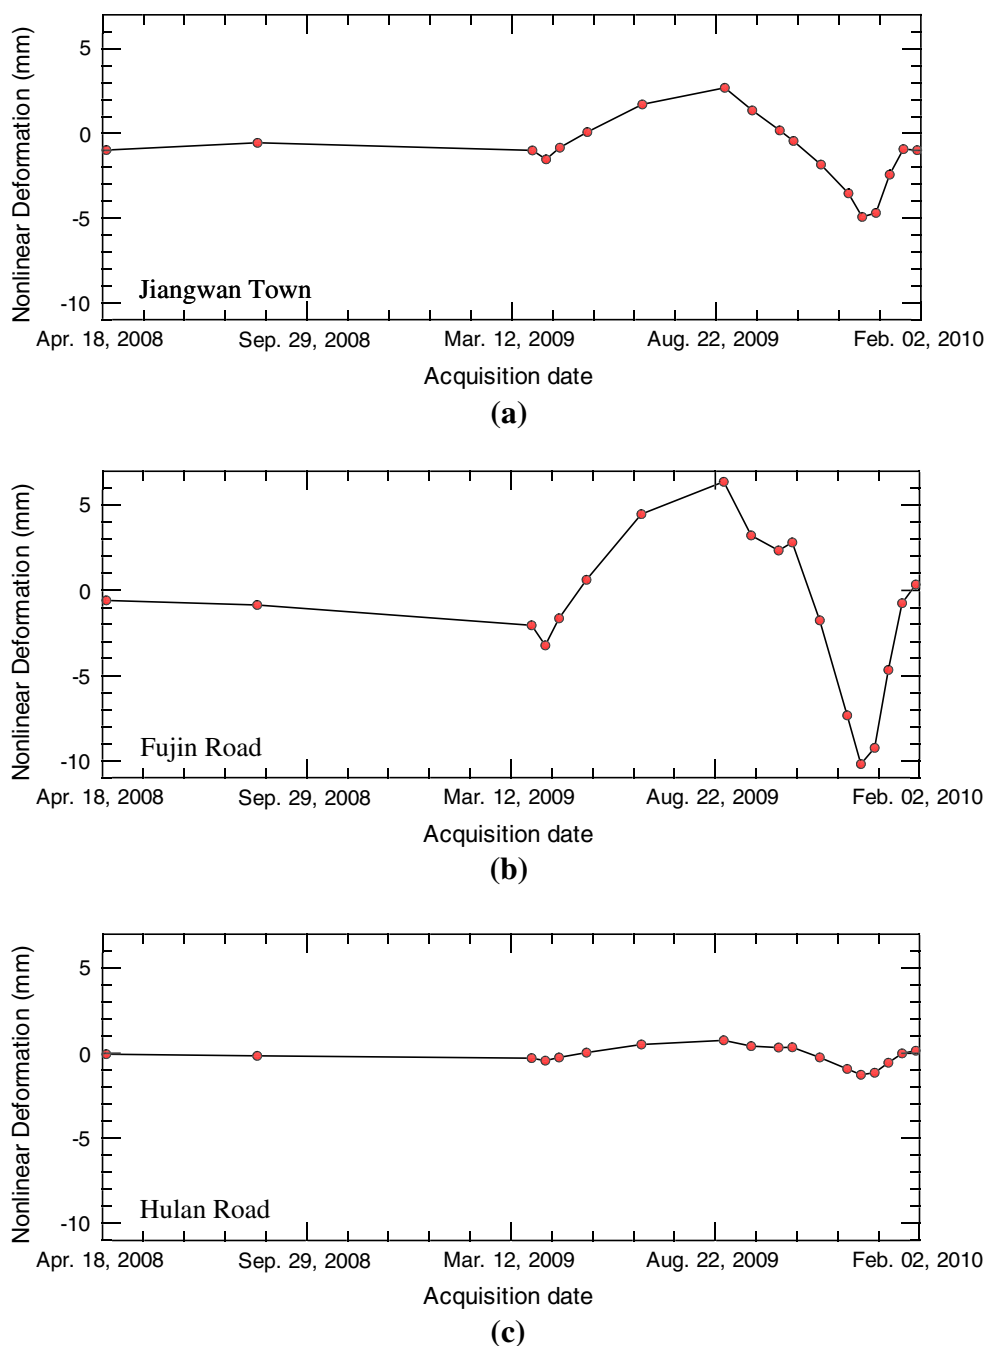 Nonlinear Deformation (mm)
5
0
-5
-10
Jiangwan Town
Apr. 18, 2008 Sep. 29, 2008 Mar. 12, 2009 Aug. 22, 2009 Feb. 02, 2010
Acquisition date
(a)
Nonlinear Deformation (mm)
5
0
-5
-10
Fujin Road
Apr. 18, 2008 Sep. 29, 2008 Mar. 12, 2009 Aug. 22, 2009 Feb. 02, 2010
Acquisition date
(b)
Nonlinear Deformation (mm)
5
0
-5
-10
Hulan Road
Apr. 18, 2008 Sep. 29, 2008 Mar. 12, 2009 Aug. 22, 2009 Feb. 02, 2010
Acquisition date
(c)